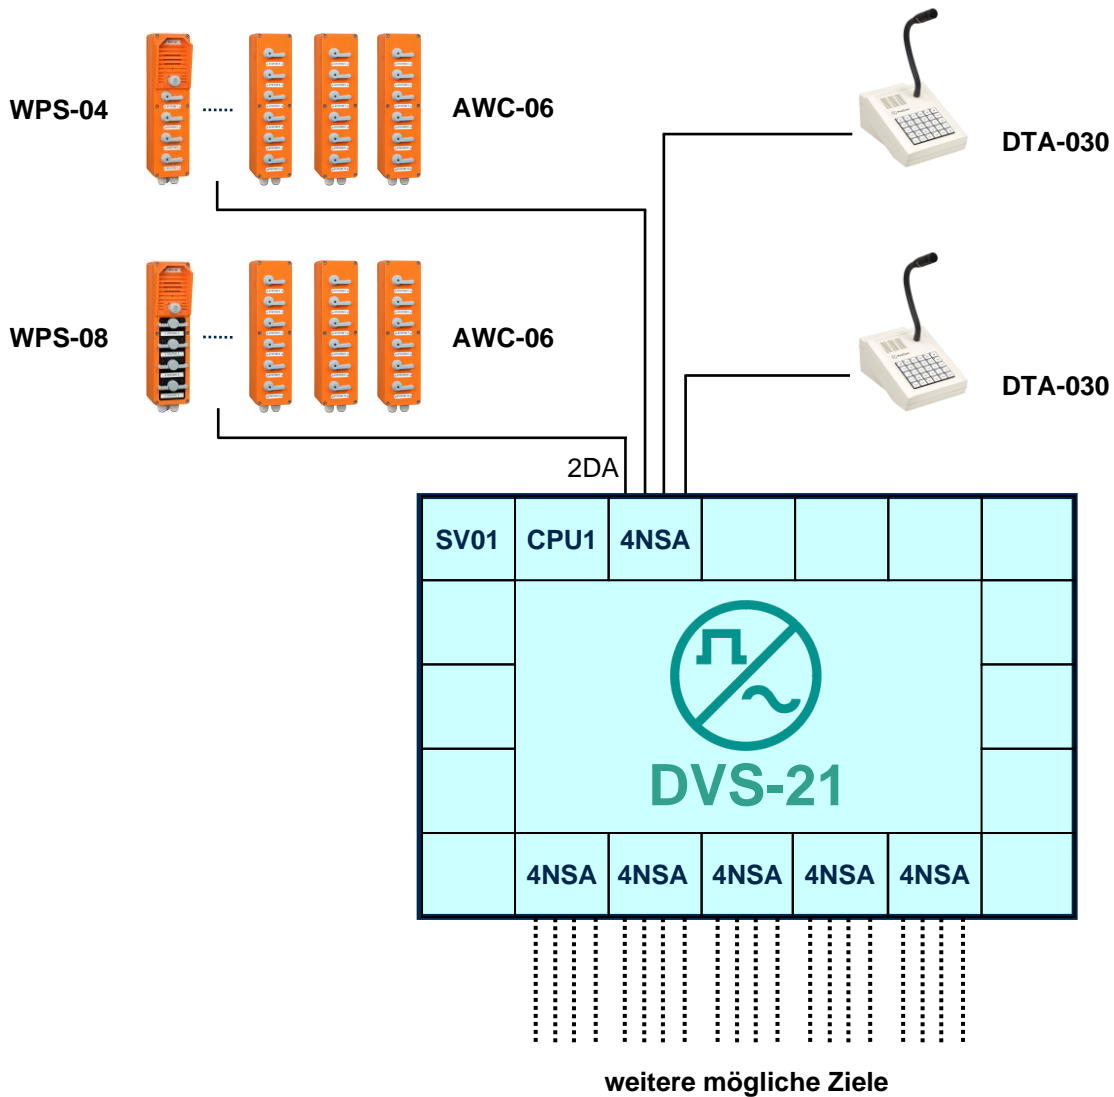 WPS-04
AWC-06
DTA-030
WPS-08
AWC-06
DTA-030
2DA
SV01 CPU1 4NSA
DVS-21
4NSA 4NSA 4NSA 4NSA 4NSA
weitere mögliche Ziele